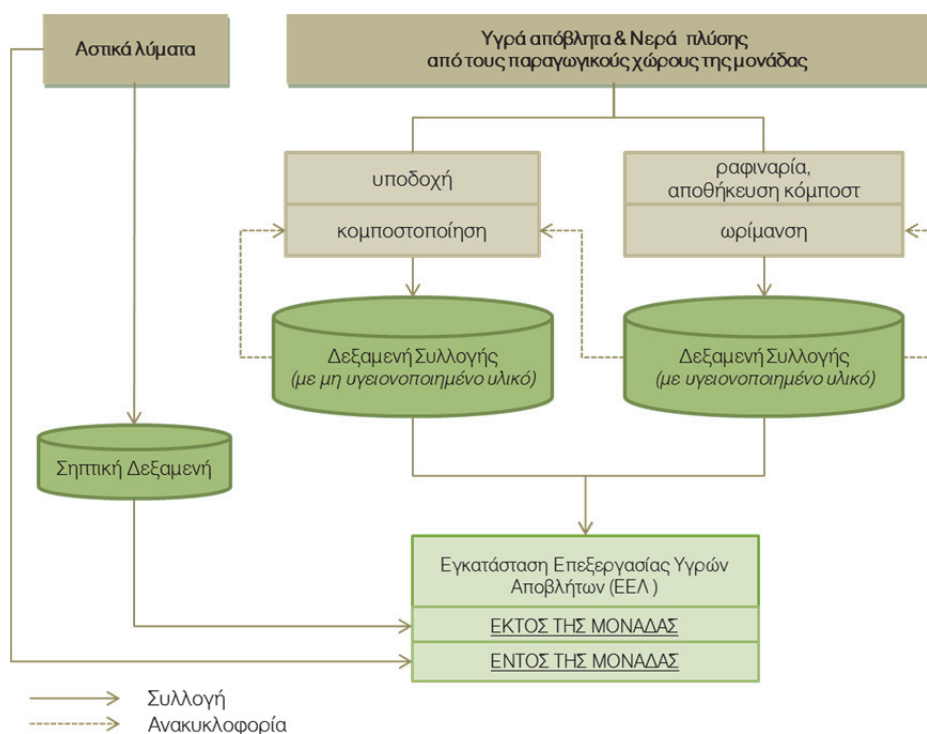 Αστικά λύματα
Υγρά απόβλητα & Νερά πλύσης
από τους παραγωγικούς χώρους της μονάδας
υποδοχή
κομποστοποίηση
ραφιναρία,
αποθήκευση κόμποστ
ωρίμανση
Δεξαμενή Συλλογής
(με μη υγειονοποιημένο υλικό)
Δεξαμενή Συλλογής
(με υγειονοποιημένο υλικό)
Σηπτική Δεξαμενή
Εγκατάσταση Επεξεργασίας Υγρών
Αποβλήτων (ΕΕΛ )
ΕΚΤΟΣ ΤΗΣ ΜΟΝΑΔΑΣ
ΕΝΤΟΣ ΤΗΣ ΜΟΝΑΔΑΣ
Συλλογή
Ανακυκλοφορία